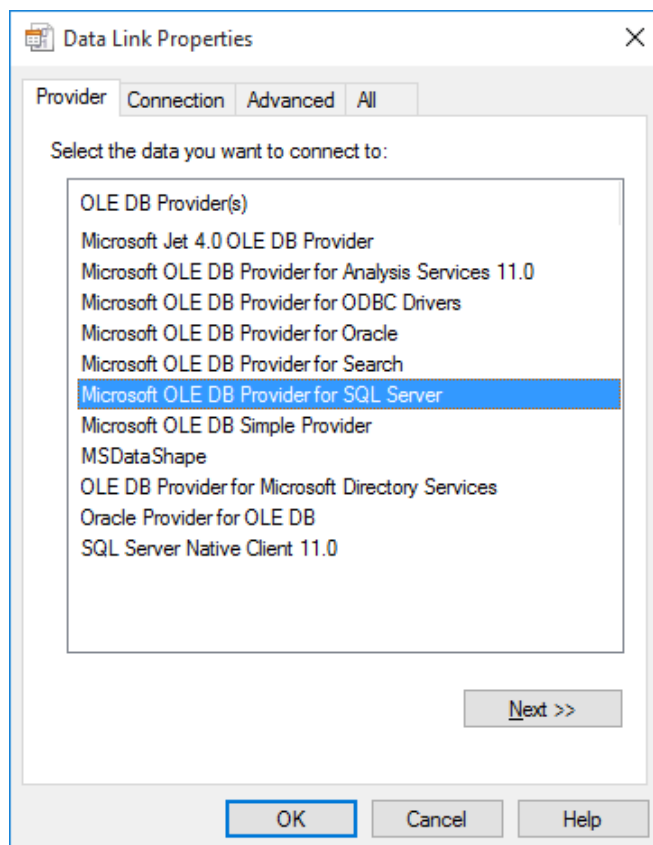 Data Link Properties
Provider Connection Advanced All
Select the data you want to connect to:
OLE DB Provider(s)
Microsoft Jet 4.0 OLE DB Provider
Microsoft OLE DB Provider for Analysis Services 11.0
Microsoft OLE DB Provider for ODBC Drivers
Microsoft OLE DB Provider for Oracle
Microsoft OLE DB Provider for Search
Microsoft OLE DB Provider for SQL Server
Microsoft OLE DB Simple Provider
MSDataShape
OLE DB Provider for Microsoft Directory Services
Oracle Provider for OLE DB
SQL Server Native Client 11.0
Next >>
OK Cancel Help